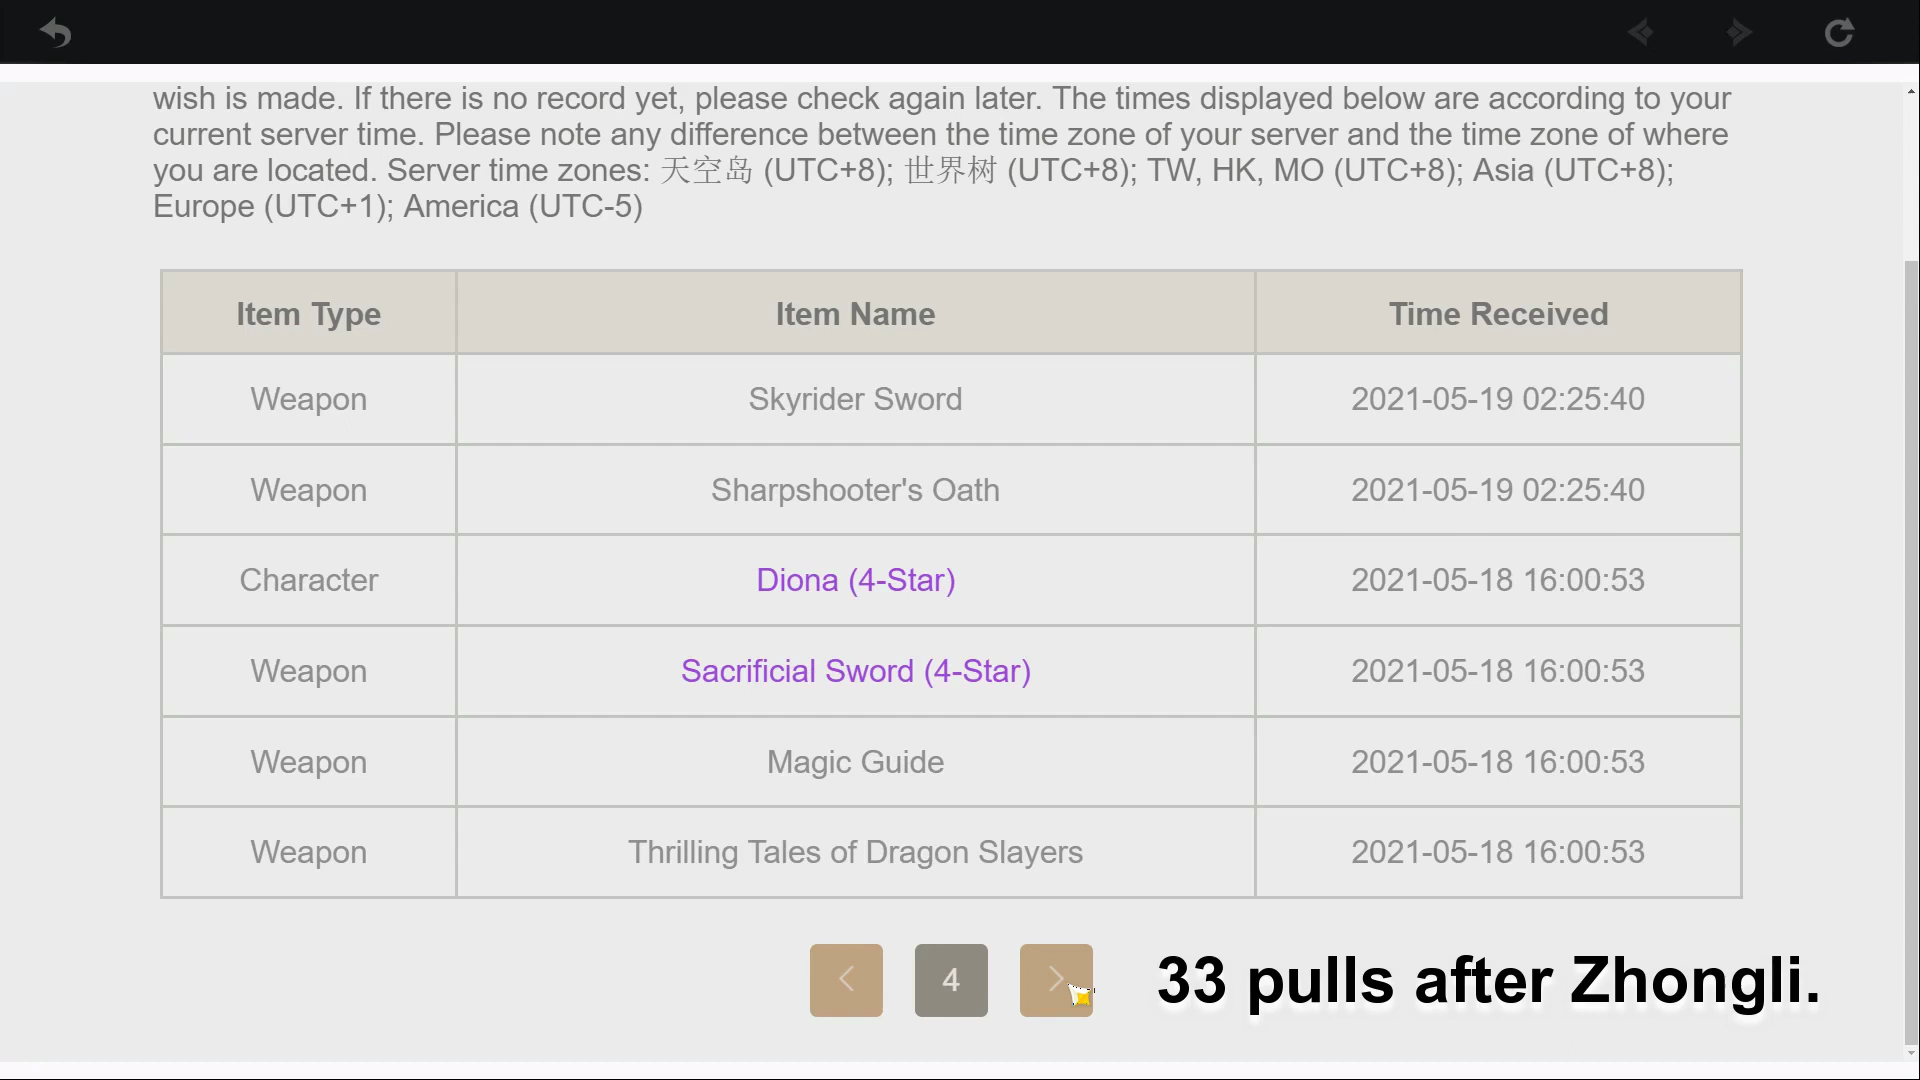 wish is made. If there is no record yet, please check again later. The times displayed below are according to your
current server time. Please note any difference between the time zone of your server and the time zone of where
you are located. Server time zones: 天空岛 (UTC+8); 世界树 (UTC+8); TW, HK, MO (UTC+8); Asia (UTC+8);
Europe (UTC+1); America (UTC-5)
Item Type Item Name Time Received
Weapon Skyrider Sword 2021-05-19 02:25:40
Weapon Sharpshooter's Oath 2021-05-19 02:25:40
Character Diona (4-Star) 2021-05-18 16:00:53
Weapon Sacrificial Sword (4-Star) 2021-05-18 16:00:53
Weapon Magic Guide 2021-05-18 16:00:53
Weapon Thrilling Tales of Dragon Slayers 2021-05-18 16:00:53
4
33 pulls after Zhongli.